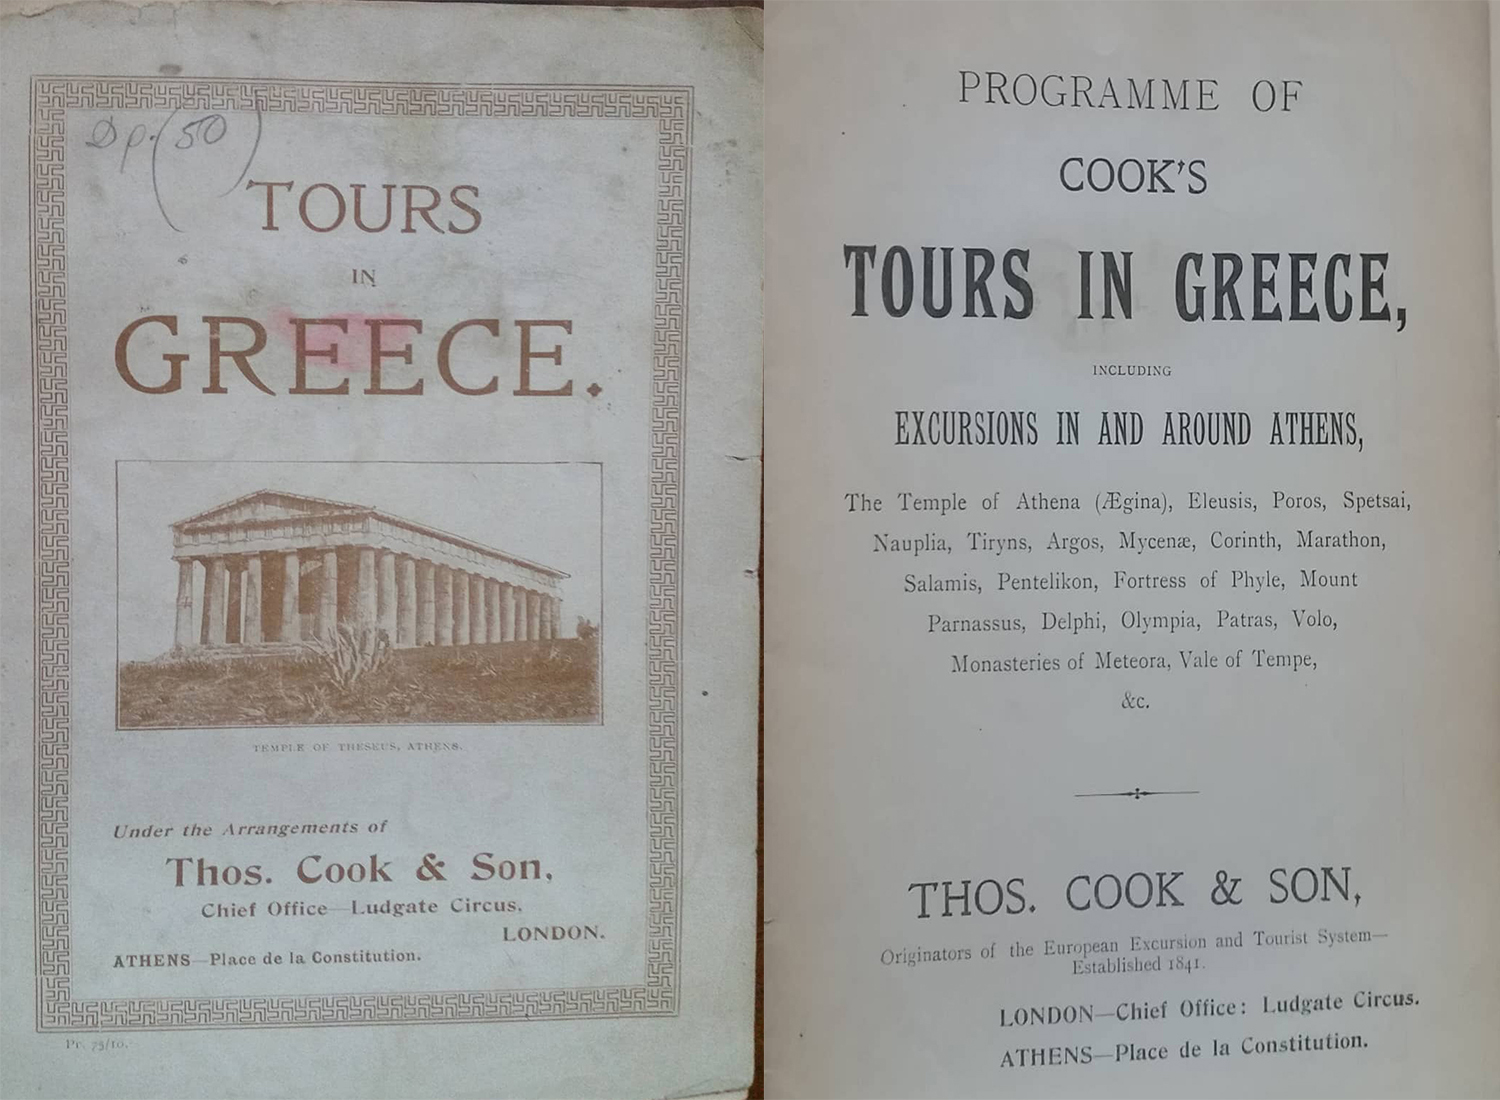 Dp. (50)
TOURS
IN
GREECE.
TEMPLE OF THESEUS, ATHENS.
Under the Arrangements of
Thos. Cook & Son,
Chief Office—Ludgate Circus,
LONDON.
ATHENS—Place de la Constitution.
Pr. 75/10.
PROGRAMME OF
COOK'S
TOURS IN GREECE,
INCLUDING
EXCURSIONS IN AND AROUND ATHENS,
The Temple of Athena (Ægina), Eleusis, Poros, Spetsai,
Nauplia, Tiryns, Argos, Mycenæ, Corinth, Marathon,
Salamis, Pentelikon, Fortress of Phyle, Mount
Parnassus, Delphi, Olympia, Patras, Volo,
Monasteries of Meteora, Vale of Tempe,
&c.
THOS. COOK & SON,
Originators of the European Excursion and Tourist System—
Established 1841.
LONDON—Chief Office: Ludgate Circus.
ATHENS—Place de la Constitution.